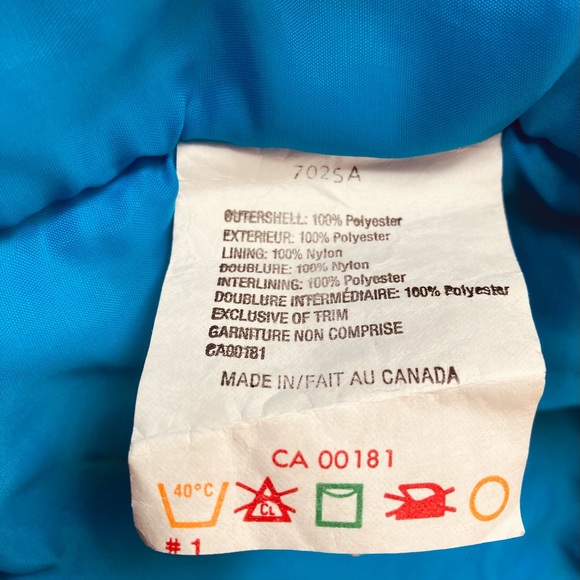 7025A
OUTERSHELL: 100% Polyester
EXTERIEUR: 100% Polyester
LINING: 100% Nylon
DOUBLURE: 100% Nylon
INTERLINING: 100% Polyester
DOUBLURE INTERMÉDIAIRE: 100% Polyester
EXCLUSIVE OF TRIM
GARNITURE NON COMPRISE
CA00181
MADE IN/FAIT AU CANADA
CA 00181
40°C CL
# 1